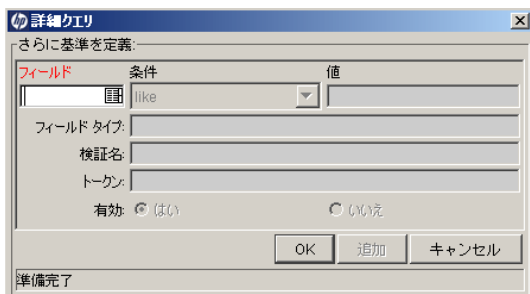 hp 詳細クエリ
さらに基準を定義:
フィールド 条件 値
like
フィールド タイプ:
検証名:
トークン:
有効: はい いいえ
OK 追加 キャンセル
準備完了